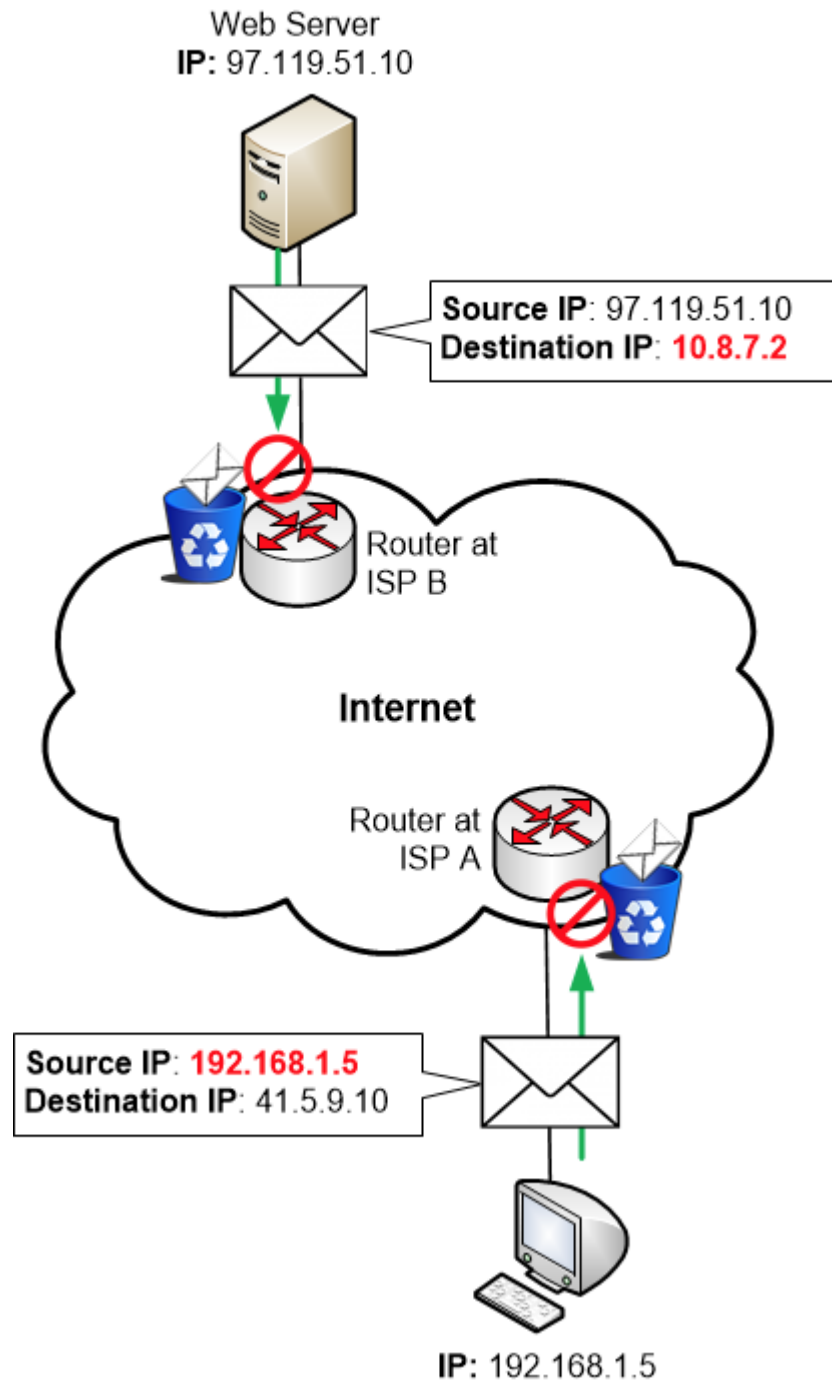 Web Server
IP: 97.119.51.10
Source IP: 97.119.51.10
Destination IP: 10.8.7.2
Router at
ISP B
Internet
Router at
ISP A
Source IP: 192.168.1.5
Destination IP: 41.5.9.10
IP: 192.168.1.5